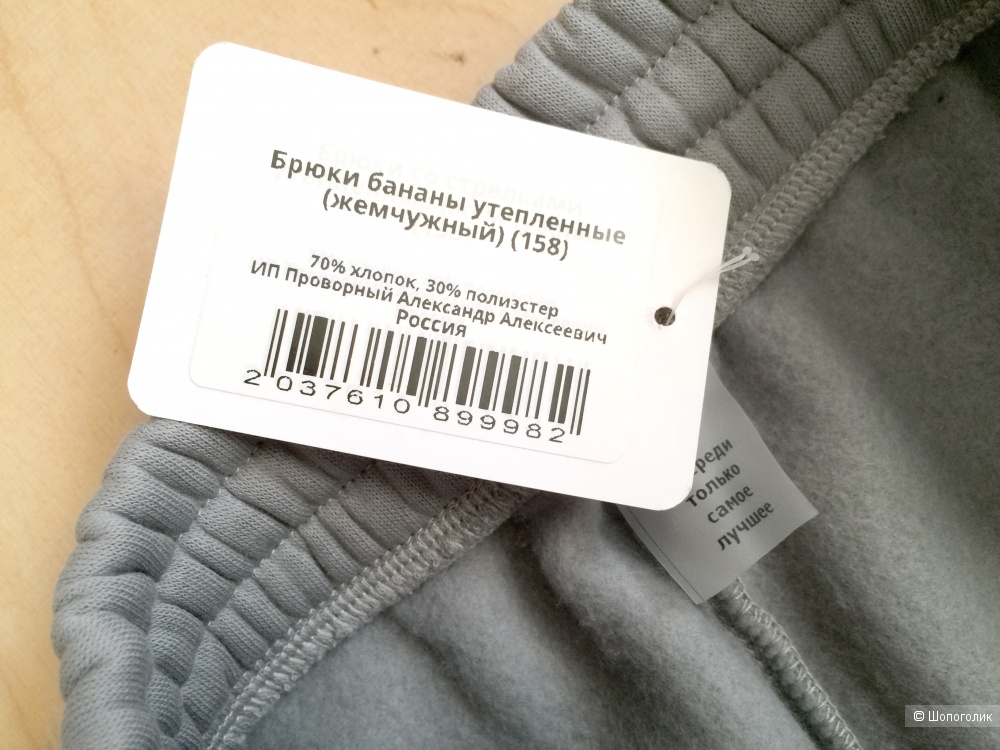 Брюки бананы утепленные
(жемчужный) (158)
70% хлопок, 30% полиэстер
ИП Проворный Александр Алексеевич
Россия
2 037610 899982
только
самое
лучшее
© Шопоголик